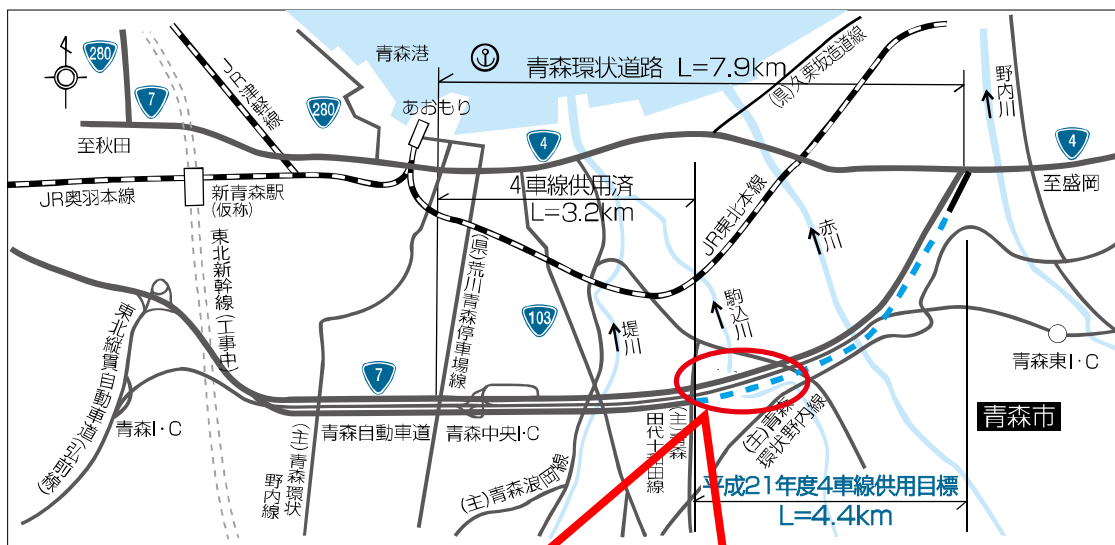 280
7
JR津軽線
280
青森港
あおもり
青森環状道路 L=7.9km
(県)久栗坂造道線
野内川
4
4
至秋田
至盛岡
JR奥羽本線
新青森駅
(仮称)
4車線供用済
L=3.2km
JR東北本線
赤川
東北新幹線(工事中)
(県)荒川青森停車場線
103
堤川
駒込川
東北縦貫自動車道弘前線)
7
青森東I・C
青森I・C
(主)青森環状
野内線
青森自動車道
青森中央I・C
(主)青森浪岡線
(主)青森
田代十和田線
(主)青森
環状野内線
青森市
平成21年度4車線供用目標
L=4.4km